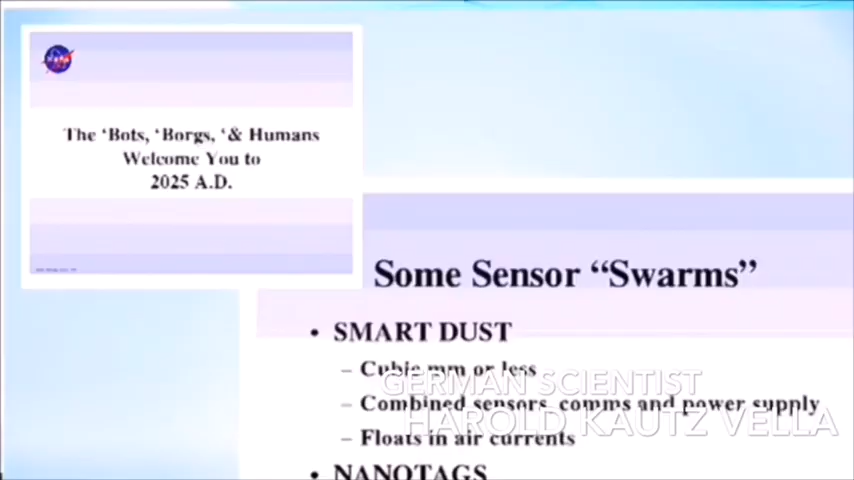 NASA
The ‘Bots, ‘Borgs, ‘& Humans
Welcome You to
2025 A.D.
Some Sensor “Swarms”
• SMART DUST
– Cubic mm or less
GERMAN SCIENTIST
– Combined sensors, comms and power supply
HAROLD KAUTZ VELLA
– Floats in air currents
• NANOTAGS